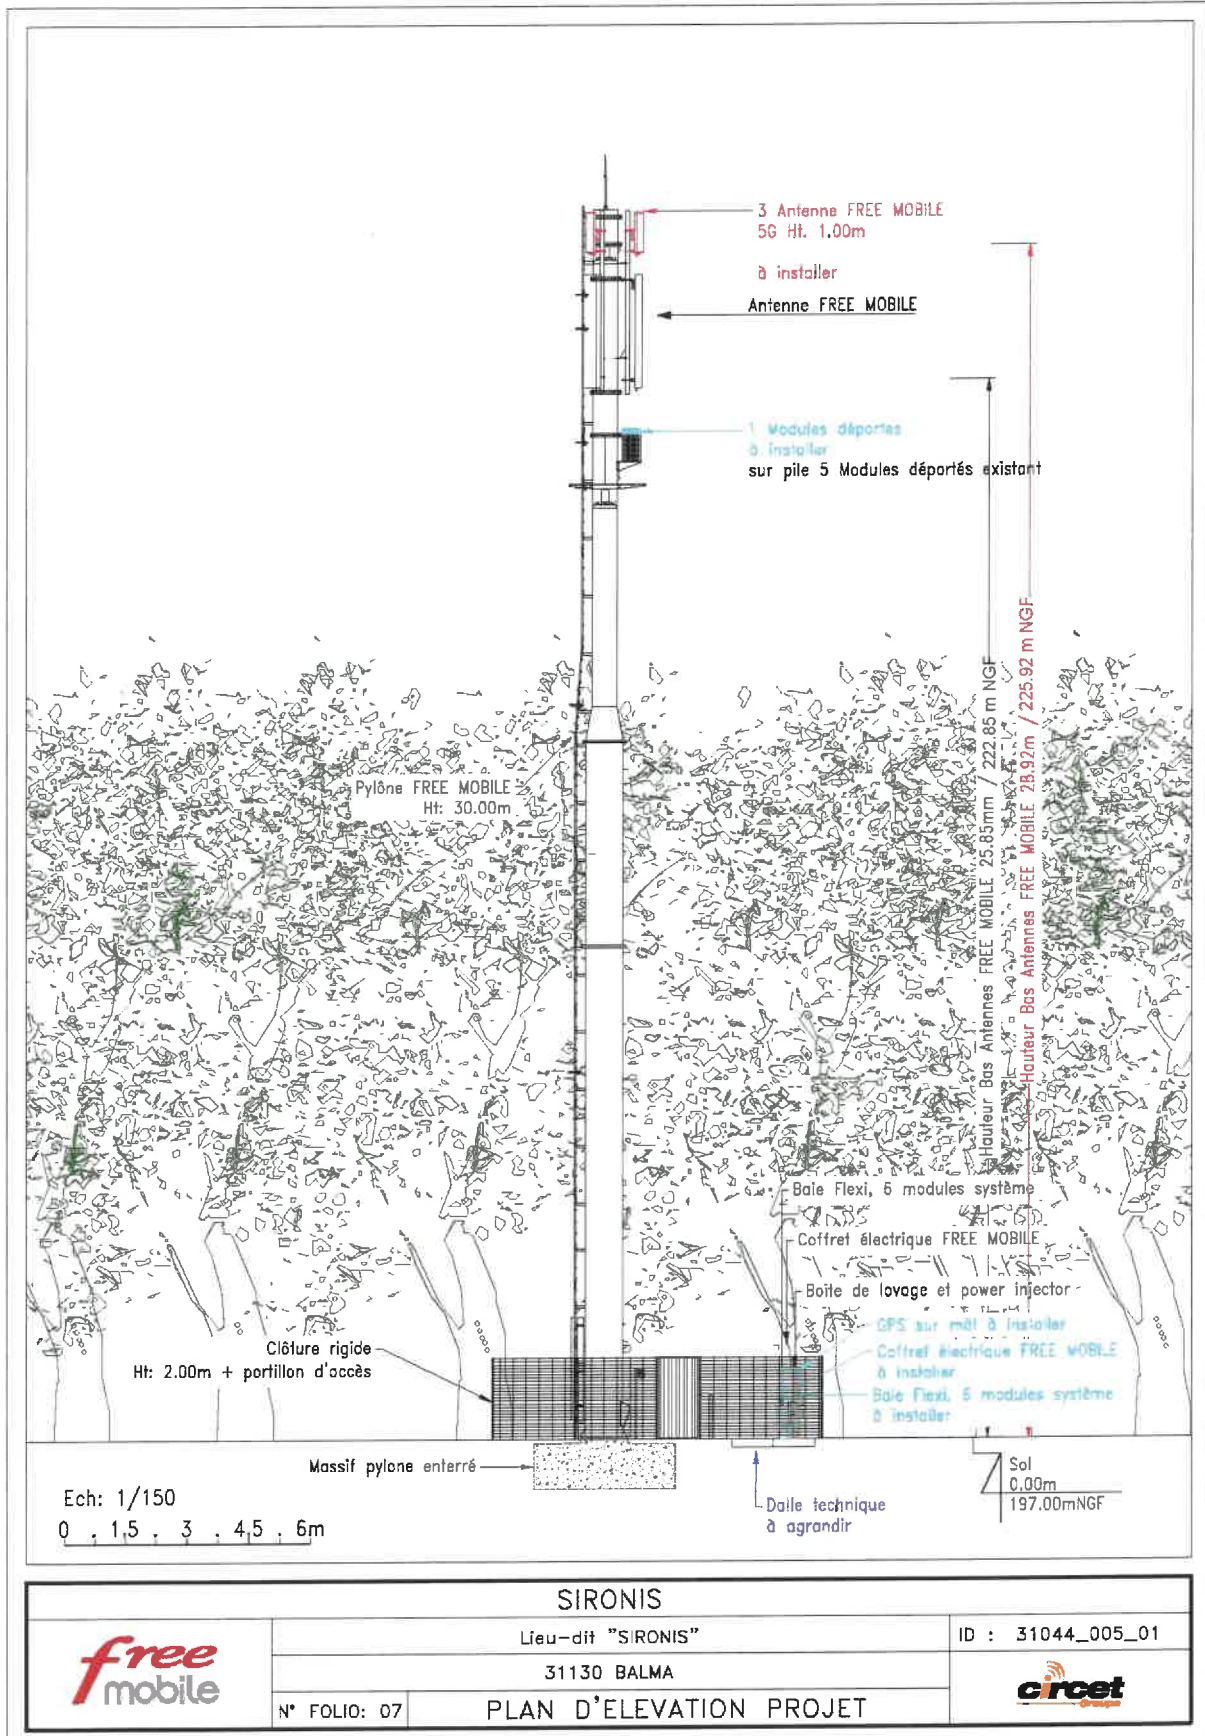 3 Antenne FREE MOBILE
5G Ht. 1.00m
à installer
Antenne FREE MOBILE
1 Modules déportés
à installer
sur pile 5 Modules déportés existant
Hauteur Bas Antennes FREE MOBILE 25.85mm / 222.85 m NGF
Hauteur Bas Antennes FREE MOBILE 28.92m / 225.92 m NGF
Pylône FREE MOBILE
Ht: 30.00m
Baie Flexi, 6 modules système
Coffret électrique FREE MOBILE
Boite de lovage et power injector
GPS sur mât à installer
Coffret électrique FREE MOBILE
à installer
Baie Flexi, 6 modules système
à installer
Clôture rigide
Ht: 2.00m + portillon d'accès
Massif pylone enterré
Dalle technique
à agrandir
Sol
0.00m
197.00mNGF
Ech: 1/150
0 . 1,5 . 3 . 4,5 . 6m
SIRONIS
free
mobile
Lieu-dit "SIRONIS"
ID : 31044_005_01
31130 BALMA
circet
Groupe
N° FOLIO: 07
PLAN D'ELEVATION PROJET